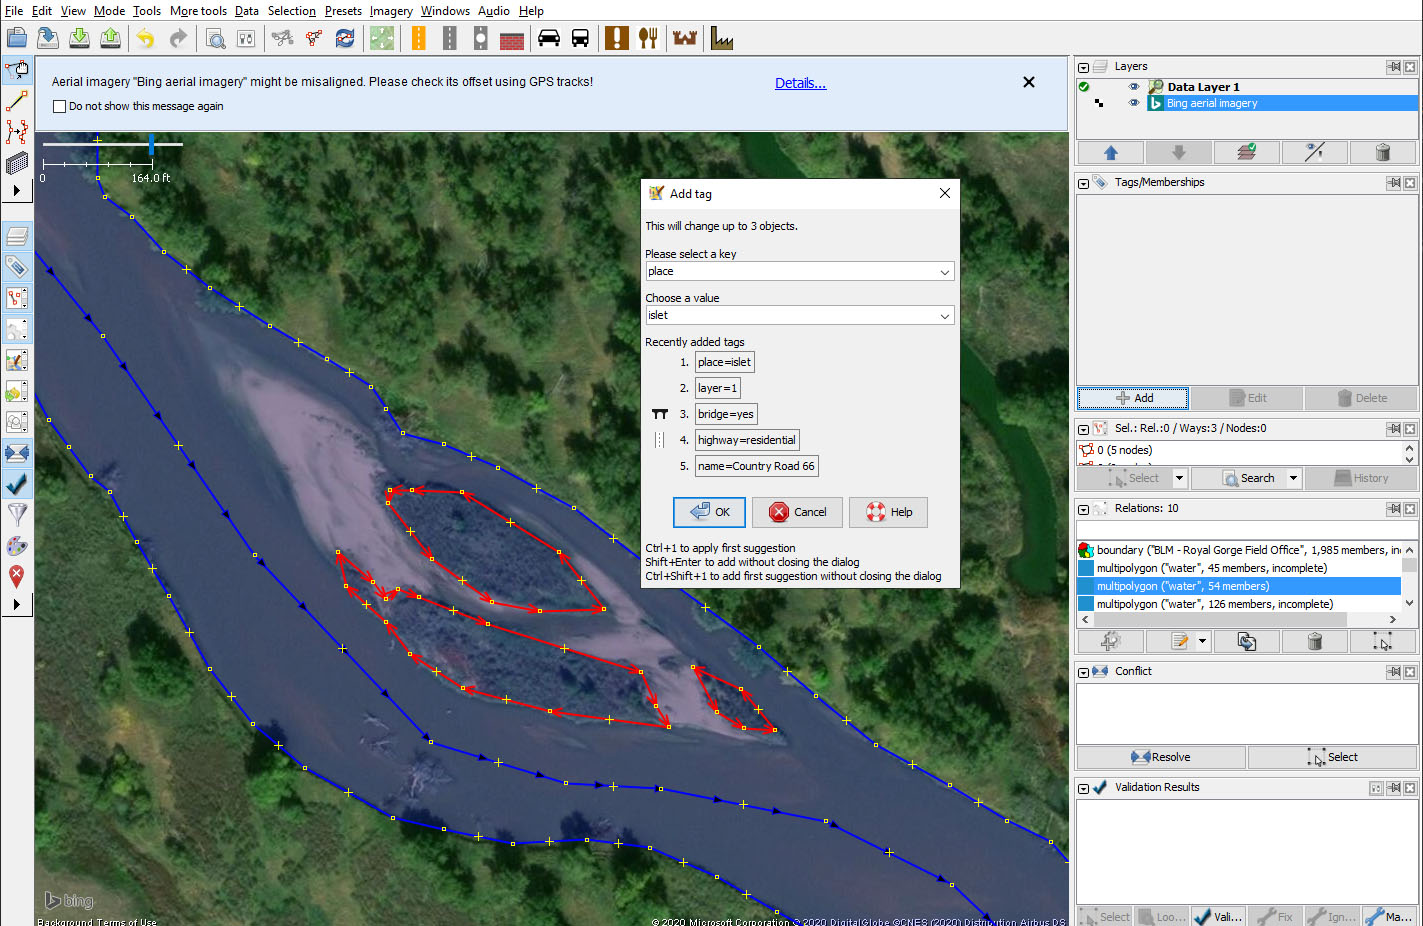 File Edit View Mode Tools More tools Data Selection Presets Imagery Windows Audio Help
Aerial imagery "Bing aerial imagery" might be misaligned. Please check its offset using GPS tracks!
Details...
Do not show this message again
0
164.0 ft
Add tag
This will change up to 3 objects.
Please select a key
place
Choose a value
islet
Recently added tags
1. place=islet
2. layer=1
3. bridge=yes
4. highway=residential
5. name=Country Road 66
OK Cancel Help
Ctrl+1 to apply first suggestion
Shift+Enter to add without closing the dialog
Ctrl+Shift+1 to add first suggestion without closing the dialog
bing
Background Terms of Use
©2020 Microsoft Corporation © 2020 DigitalGlobe ©CNES (2020) Distribution Airbus DS
Layers
Data Layer 1
Bing aerial imagery
Tags/Memberships
Add Edit Delete
Sel.: Rel.:0 / Ways:3 / Nodes:0
0 (5 nodes)
Select Search History
Relations: 10
boundary ("BLM - Royal Gorge Field Office", 1,985 members, in
multipolygon ("water", 45 members, incomplete)
multipolygon ("water", 54 members)
multipolygon ("water", 126 members, incomplete)
Conflict
Resolve Select
Validation Results
Select Loo... Vali... Fix Ign... Ma...